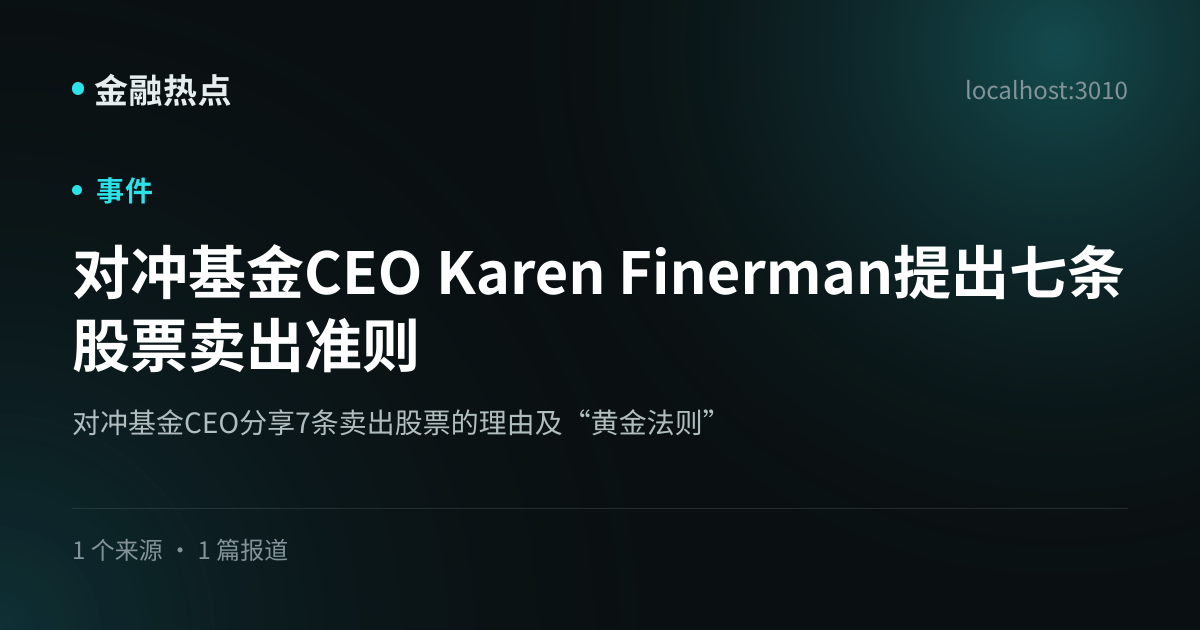 金融热点
localhost:3010
事件
对冲基金CEO Karen Finerman提出七条
股票卖出准则
对冲基金CEO分享7条卖出股票的理由及“黄金法则”
1 个来源 · 1 篇报道